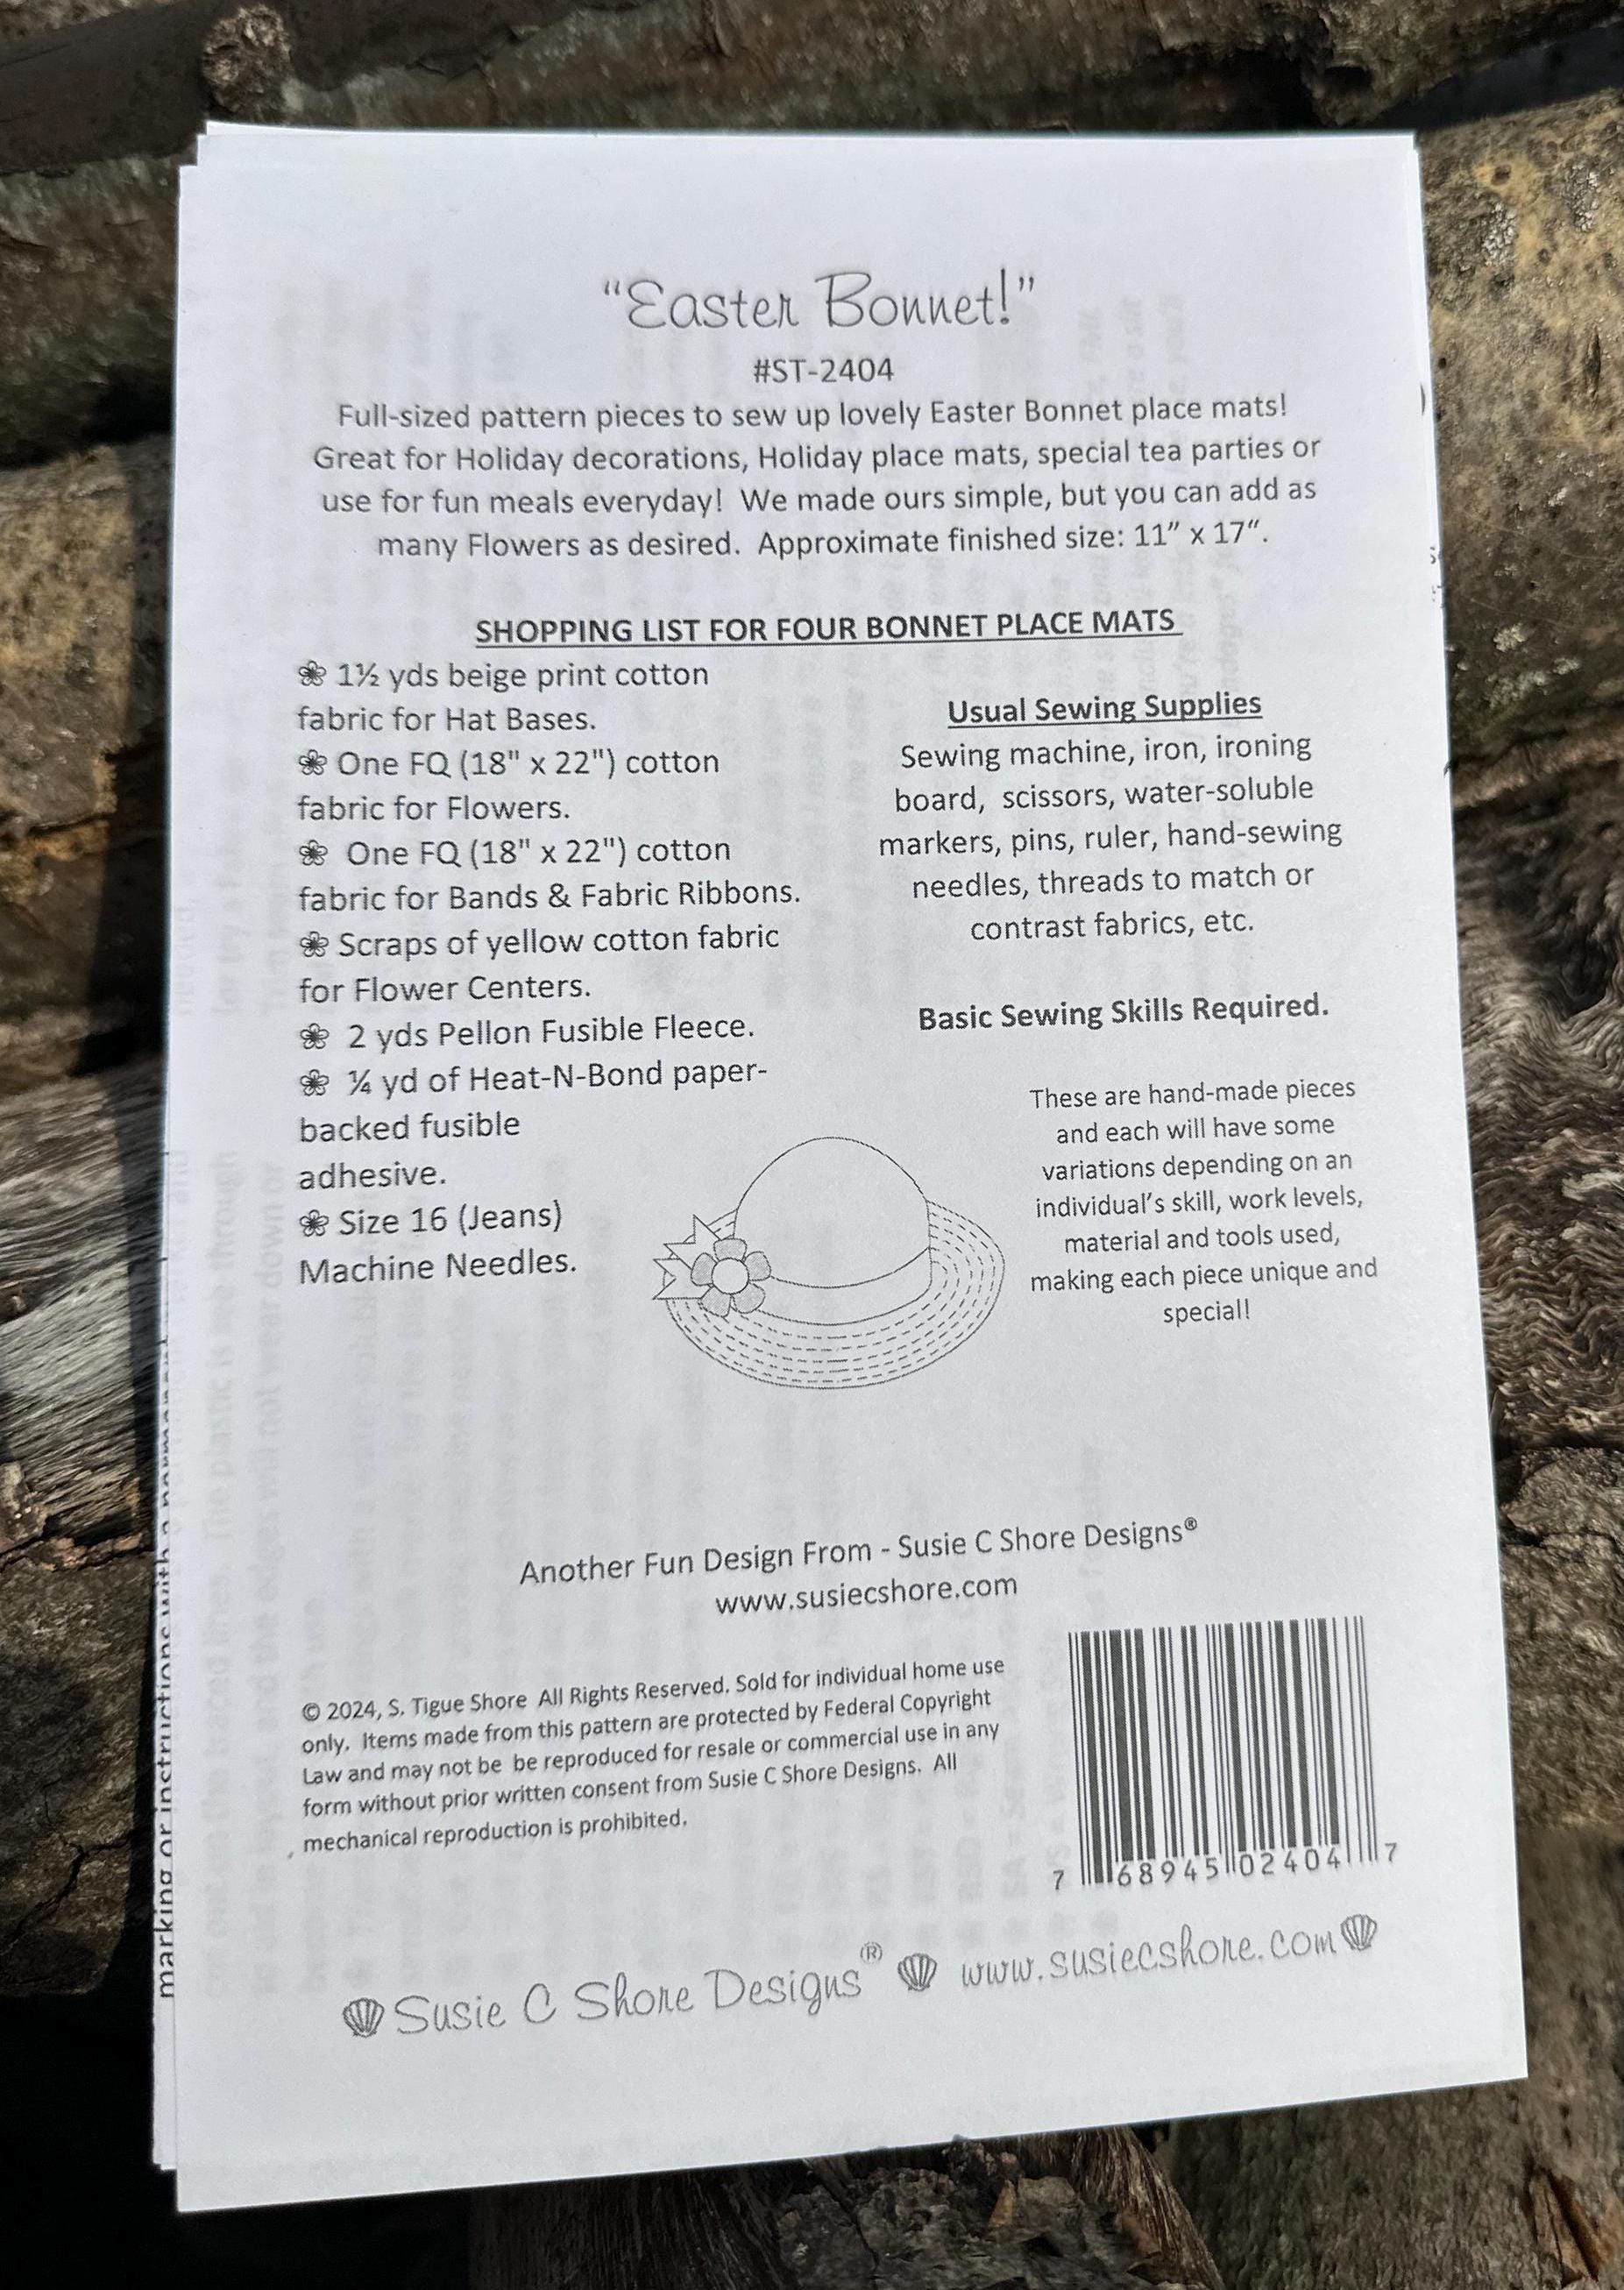 “Easter Bonnet!”
#ST-2404
Full-sized pattern pieces to sew up lovely Easter Bonnet place mats!
Great for Holiday decorations, Holiday place mats, special tea parties or
use for fun meals everyday!  We made ours simple, but you can add as
many Flowers as desired.  Approximate finished size: 11” x 17“.
SHOPPING LIST FOR FOUR BONNET PLACE MATS
❀ 1½ yds beige print cotton
fabric for Hat Bases.
❀ One FQ (18" x 22") cotton
fabric for Flowers.
❀ One FQ (18" x 22") cotton
fabric for Bands & Fabric Ribbons.
❀ Scraps of yellow cotton fabric
for Flower Centers.
❀ 2 yds Pellon Fusible Fleece.
❀ ¼ yd of Heat-N-Bond paper-
backed fusible
adhesive.
❀ Size 16 (Jeans)
Machine Needles.
Usual Sewing Supplies
Sewing machine, iron, ironing
board,  scissors, water-soluble
markers, pins, ruler, hand-sewing
needles, threads to match or
contrast fabrics, etc.
Basic Sewing Skills Required.
These are hand-made pieces
and each will have some
variations depending on an
individual’s skill, work levels,
material and tools used,
making each piece unique and
special!
Another Fun Design From - Susie C Shore Designs®
www.susiecshore.com
© 2024, S. Tigue Shore  All Rights Reserved. Sold for individual home use
only.  Items made from this pattern are protected by Federal Copyright
Law and may not be  be reproduced for resale or commercial use in any
form without prior written consent from Susie C Shore Designs.  All
mechanical reproduction is prohibited.
7 68945 02404 7
Susie C Shore Designs® www.susiecshore.com
marking or instructions with a